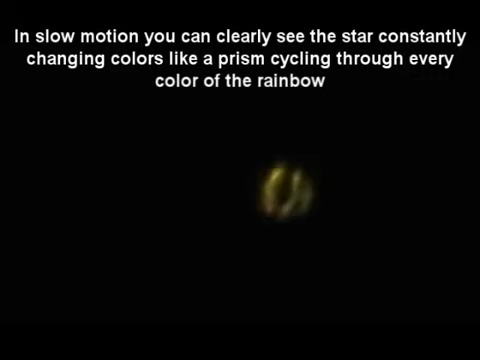 In slow motion you can clearly see the star constantly
changing colors like a prism cycling through every
color of the rainbow